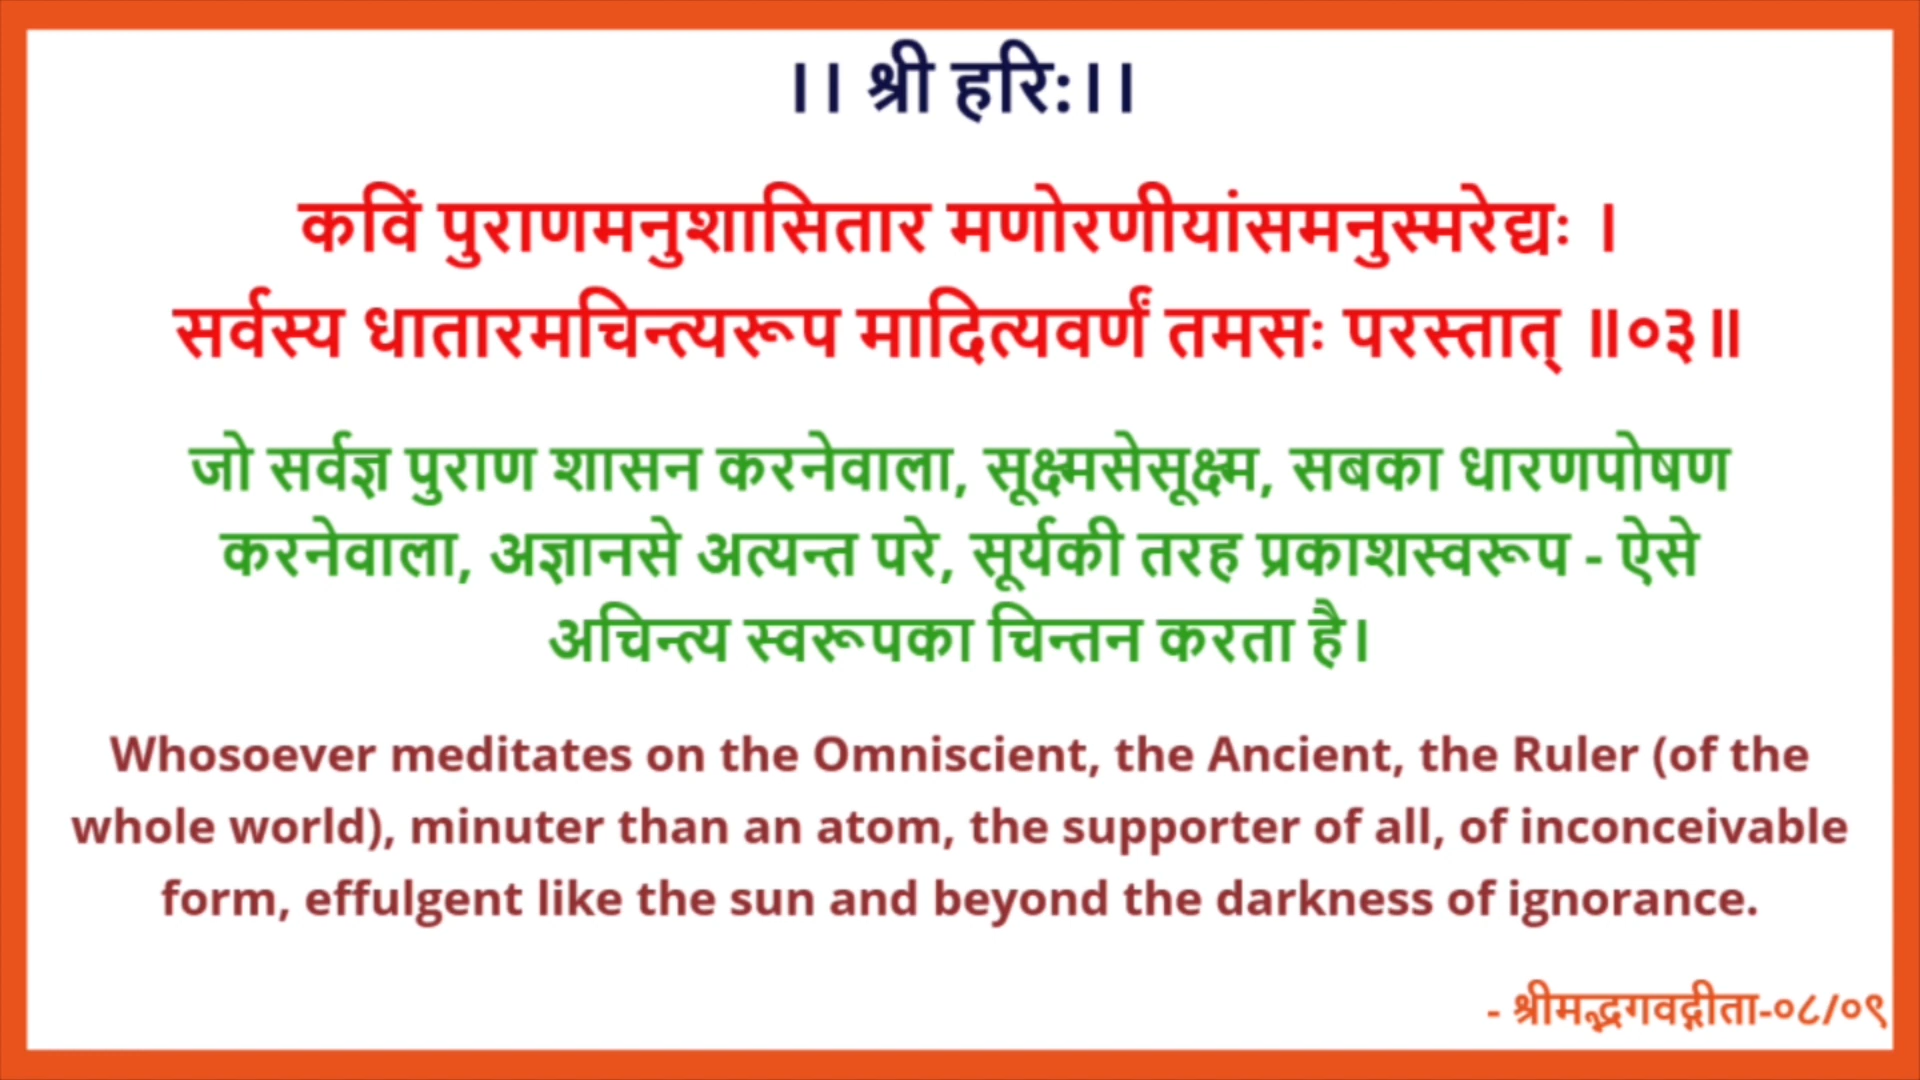 ।। श्री हरि:।।
कविं पुराणमनुशासितार मणोरणीयांसमनुस्मरेद्यः ।
सर्वस्य धातारमचिन्त्यरूप मादित्यवर्णं तमसः परस्तात् ॥०३॥
जो सर्वज्ञ पुराण शासन करनेवाला, सूक्ष्मसेसूक्ष्म, सबका धारणपोषण
करनेवाला, अज्ञानसे अत्यन्त परे, सूर्यकी तरह प्रकाशस्वरूप - ऐसे
अचिन्त्य स्वरूपका चिन्तन करता है।
Whosoever meditates on the Omniscient, the Ancient, the Ruler (of the
whole world), minuter than an atom, the supporter of all, of inconceivable
form, effulgent like the sun and beyond the darkness of ignorance.
- श्रीमद्भगवद्गीता-०८/०९